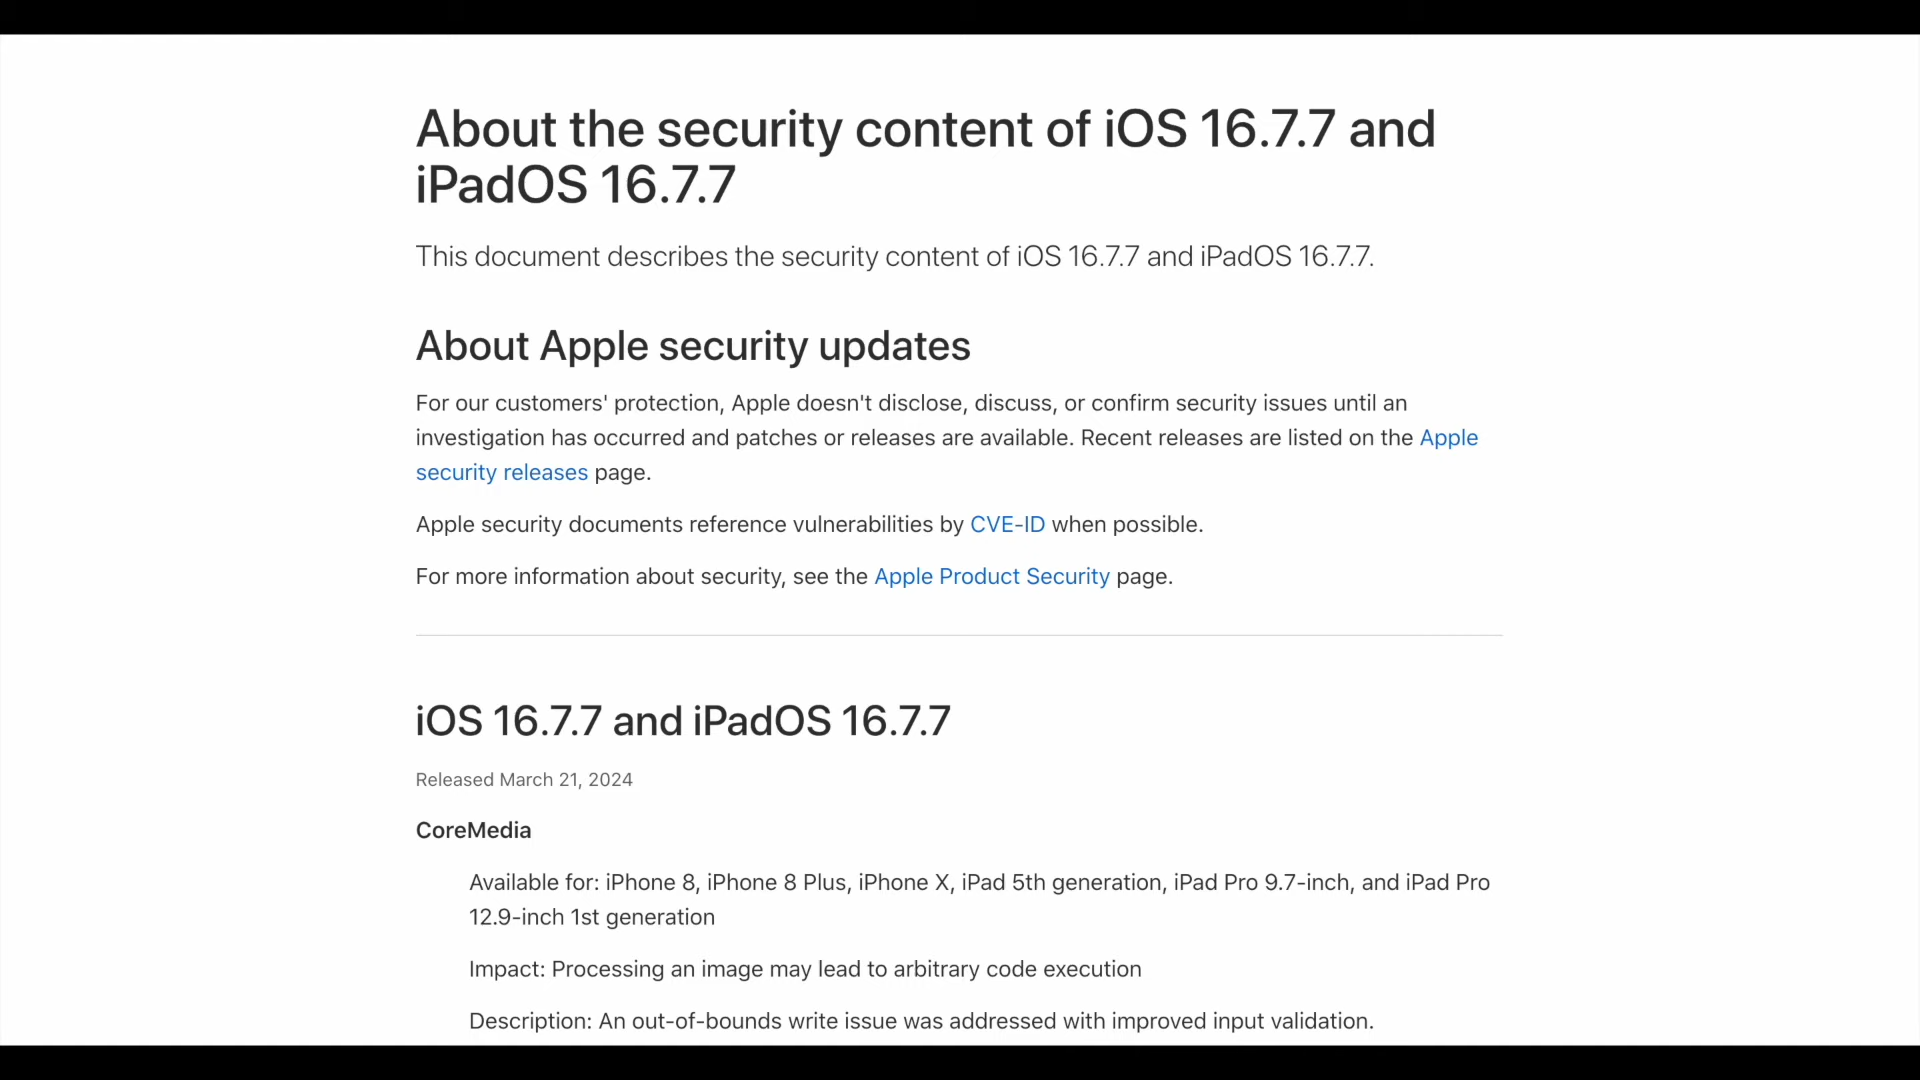 About the security content of iOS 16.7.7 and
iPadOS 16.7.7
This document describes the security content of iOS 16.7.7 and iPadOS 16.7.7.
About Apple security updates
For our customers' protection, Apple doesn't disclose, discuss, or confirm security issues until an
investigation has occurred and patches or releases are available. Recent releases are listed on the Apple
security releases page.
Apple security documents reference vulnerabilities by CVE-ID when possible.
For more information about security, see the Apple Product Security page.
iOS 16.7.7 and iPadOS 16.7.7
Released March 21, 2024
CoreMedia
Available for: iPhone 8, iPhone 8 Plus, iPhone X, iPad 5th generation, iPad Pro 9.7-inch, and iPad Pro
12.9-inch 1st generation
Impact: Processing an image may lead to arbitrary code execution
Description: An out-of-bounds write issue was addressed with improved input validation.